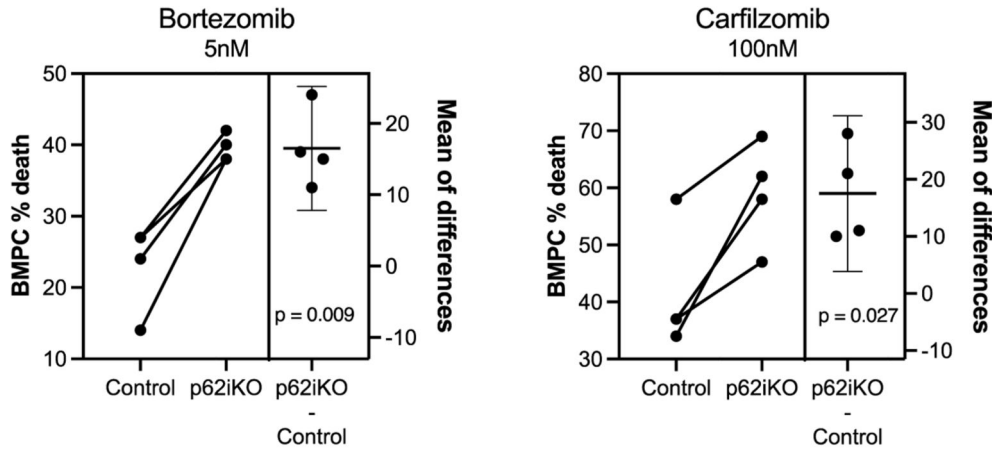 Bortezomib
5nM
BMPC % death
50
40
30
20
10
Mean of differences
20
10
0
-10
p = 0.009
Control
p62iKO
p62iKO
-
Control
Carfilzomib
100nM
BMPC % death
80
70
60
50
40
30
Mean of differences
30
20
10
0
-10
p = 0.027
Control
p62iKO
p62iKO
-
Control